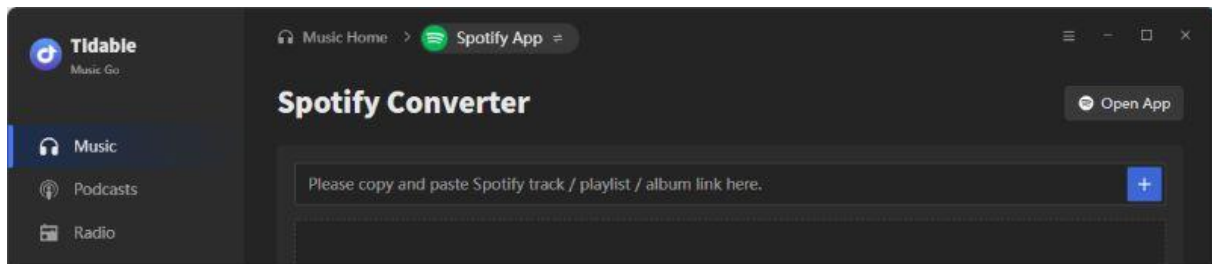 Tidable
Music Go
Music Home > Spotify App
Spotify Converter
Open App
Music
Please copy and paste Spotify track / playlist / album link here.
Podcasts
Radio